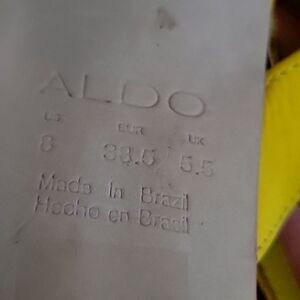 ALDO
US EUR UK
8 38.5 5.5
Made In Brazil
Hecho en Brasil